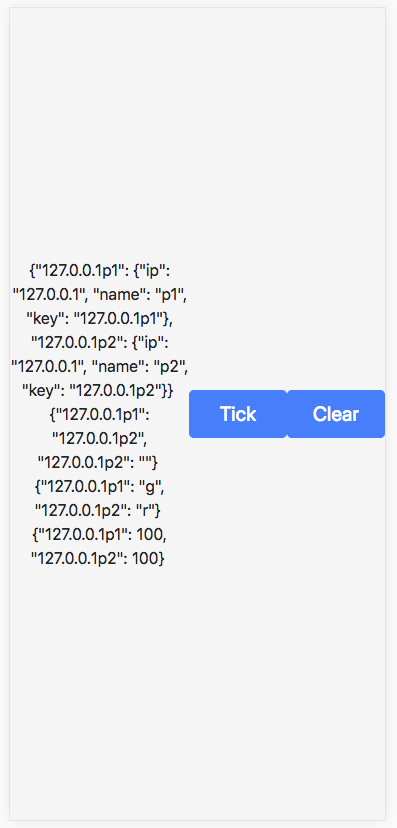 {"127.0.0.1p1": {"ip":
"127.0.0.1", "name": "p1",
"key": "127.0.0.1p1"},
"127.0.0.1p2": {"ip":
"127.0.0.1", "name": "p2",
"key": "127.0.0.1p2"}}
{"127.0.0.1p1":
"127.0.0.1p2",
"127.0.0.1p2": ""}
{"127.0.0.1p1": "g",
"127.0.0.1p2": "r"}
{"127.0.0.1p1": 100,
"127.0.0.1p2": 100}
Tick
Clear